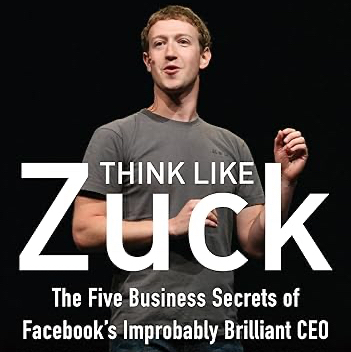 THINK LIKE
Zuck
The Five Business Secrets of
Facebook's Improbably Brilliant CEO